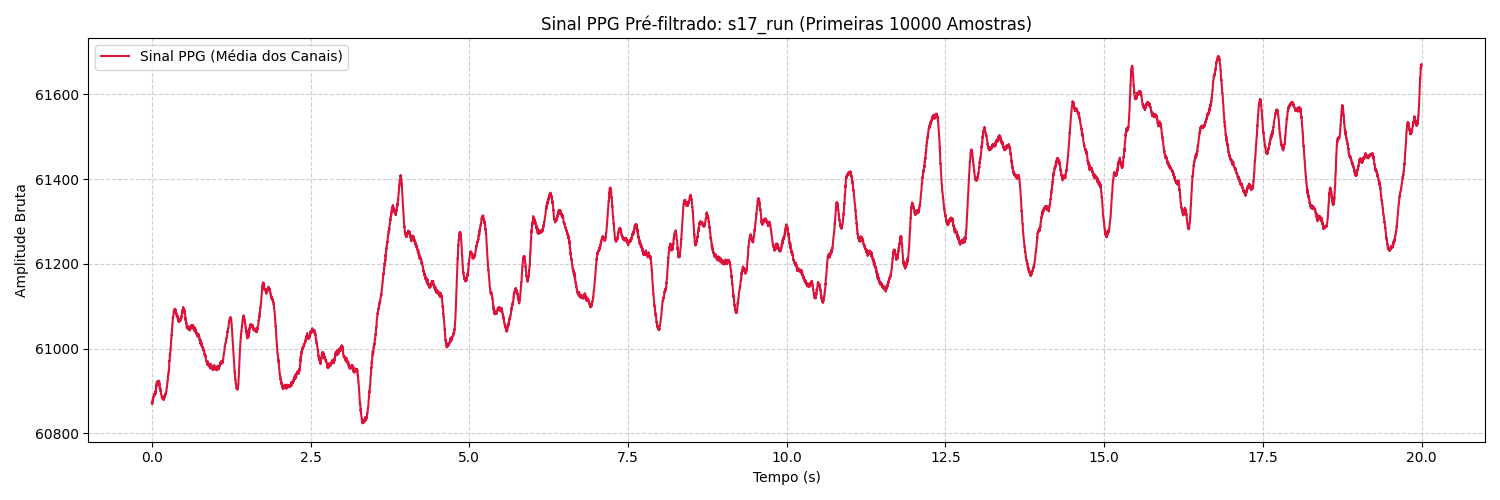 Sinal PPG Pré-filtrado: s17_run (Primeiras 10000 Amostras)
Sinal PPG (Média dos Canais)
Amplitude Bruta
61600
61400
61200
61000
60800
0.0 2.5 5.0 7.5 10.0 12.5 15.0 17.5 20.0
Tempo (s)